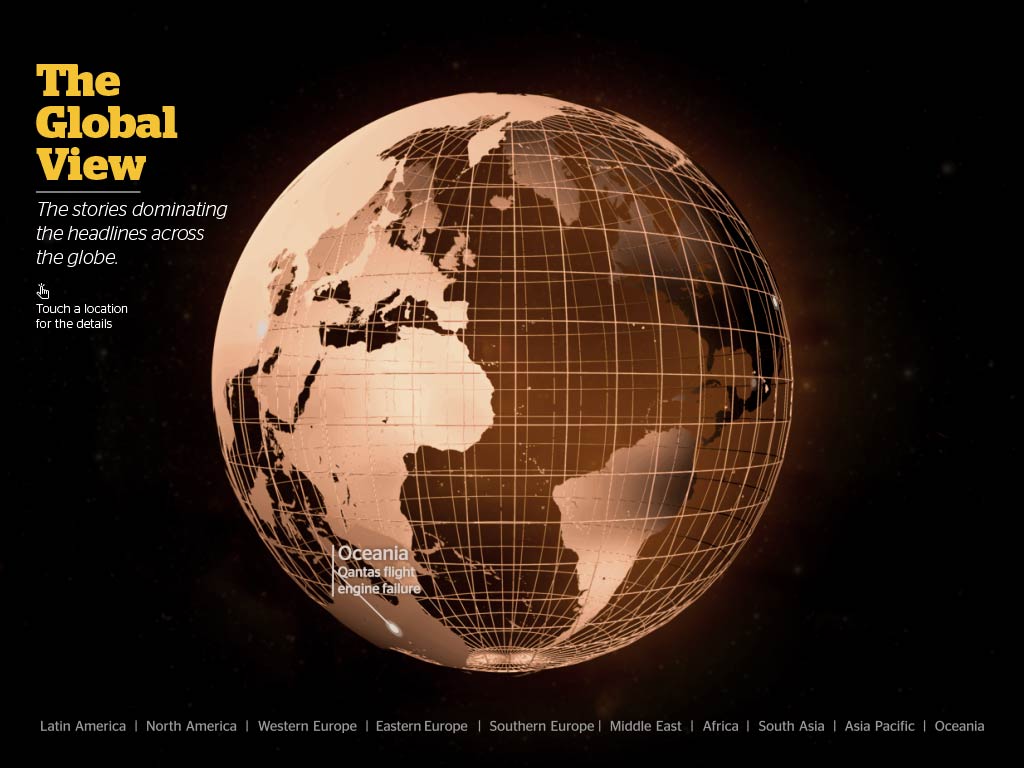 The
Global
View
The stories dominating
the headlines across
the globe.
Touch a location
for the details
Oceania
Qantas flight
engine failure
Latin America | North America | Western Europe | Eastern Europe | Southern Europe | Middle East | Africa | South Asia | Asia Pacific | Oceania